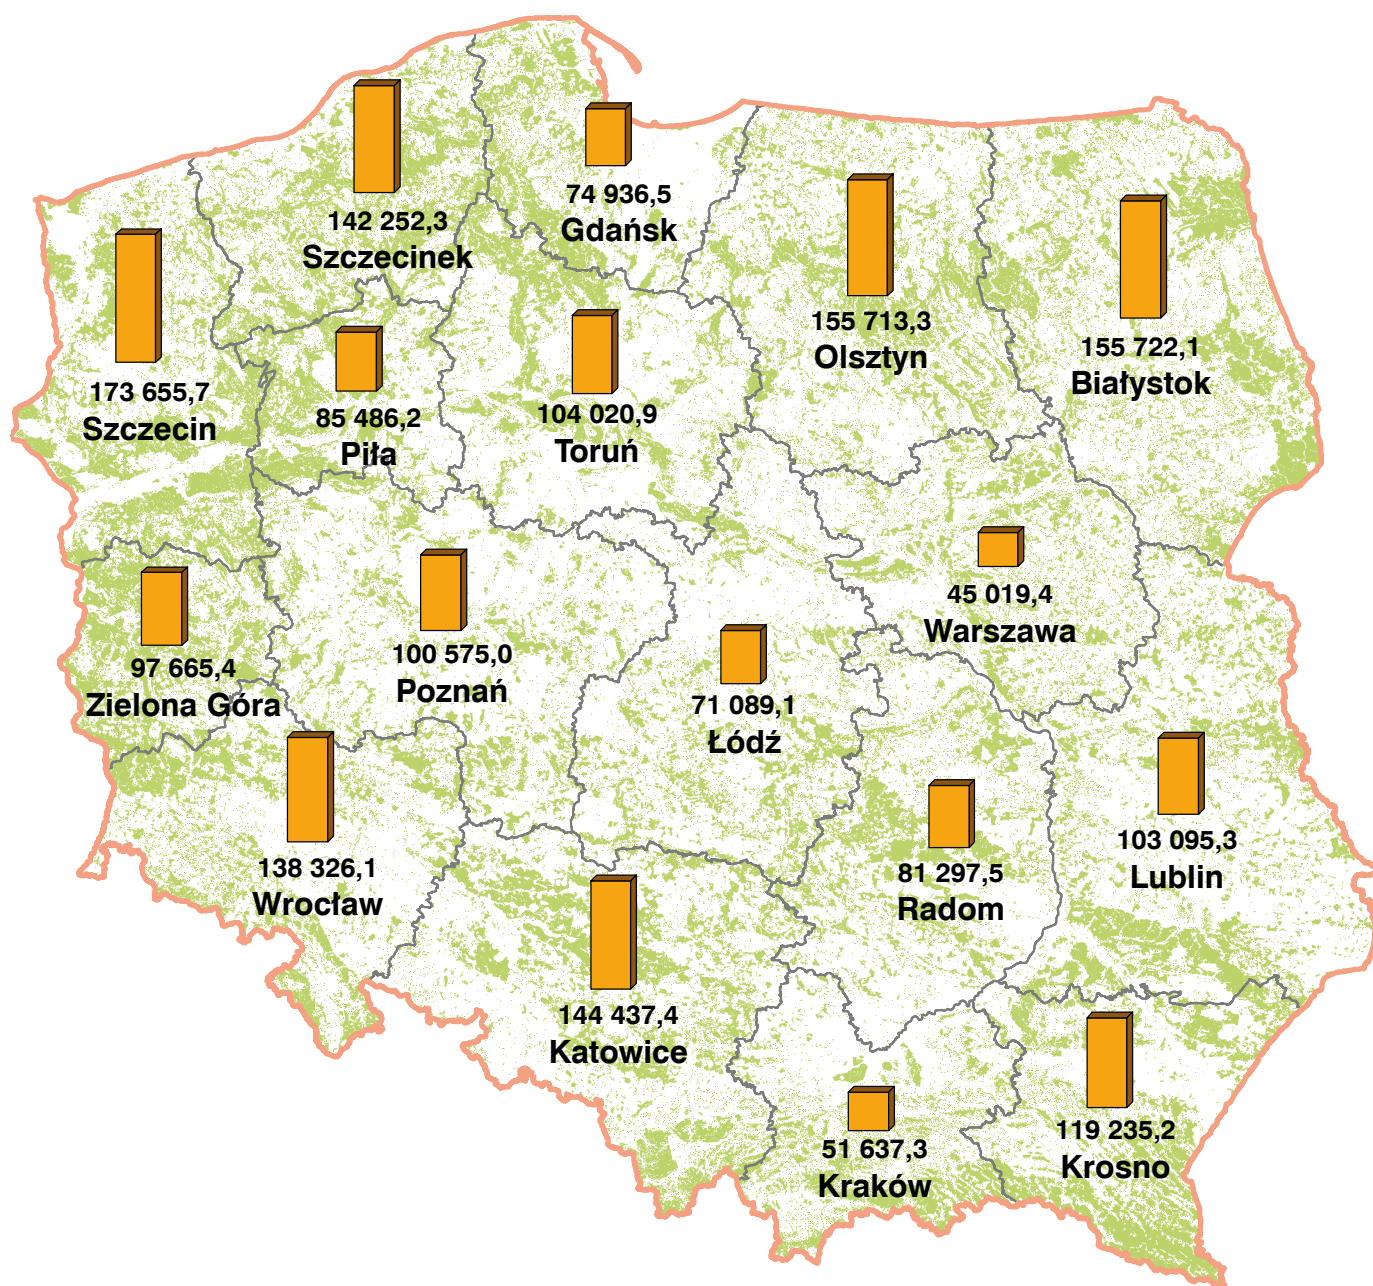 74 936,5
Gdańsk
142 252,3
Szczecinek
155 713,3
Olsztyn
155 722,1
Białystok
173 655,7
Szczecin
85 486,2
Piła
104 020,9
Toruń
45 019,4
Warszawa
97 665,4
Zielona Góra
100 575,0
Poznań
71 089,1
Łódź
138 326,1
Wrocław
81 297,5
Radom
103 095,3
Lublin
144 437,4
Katowice
51 637,3
Kraków
119 235,2
Krosno